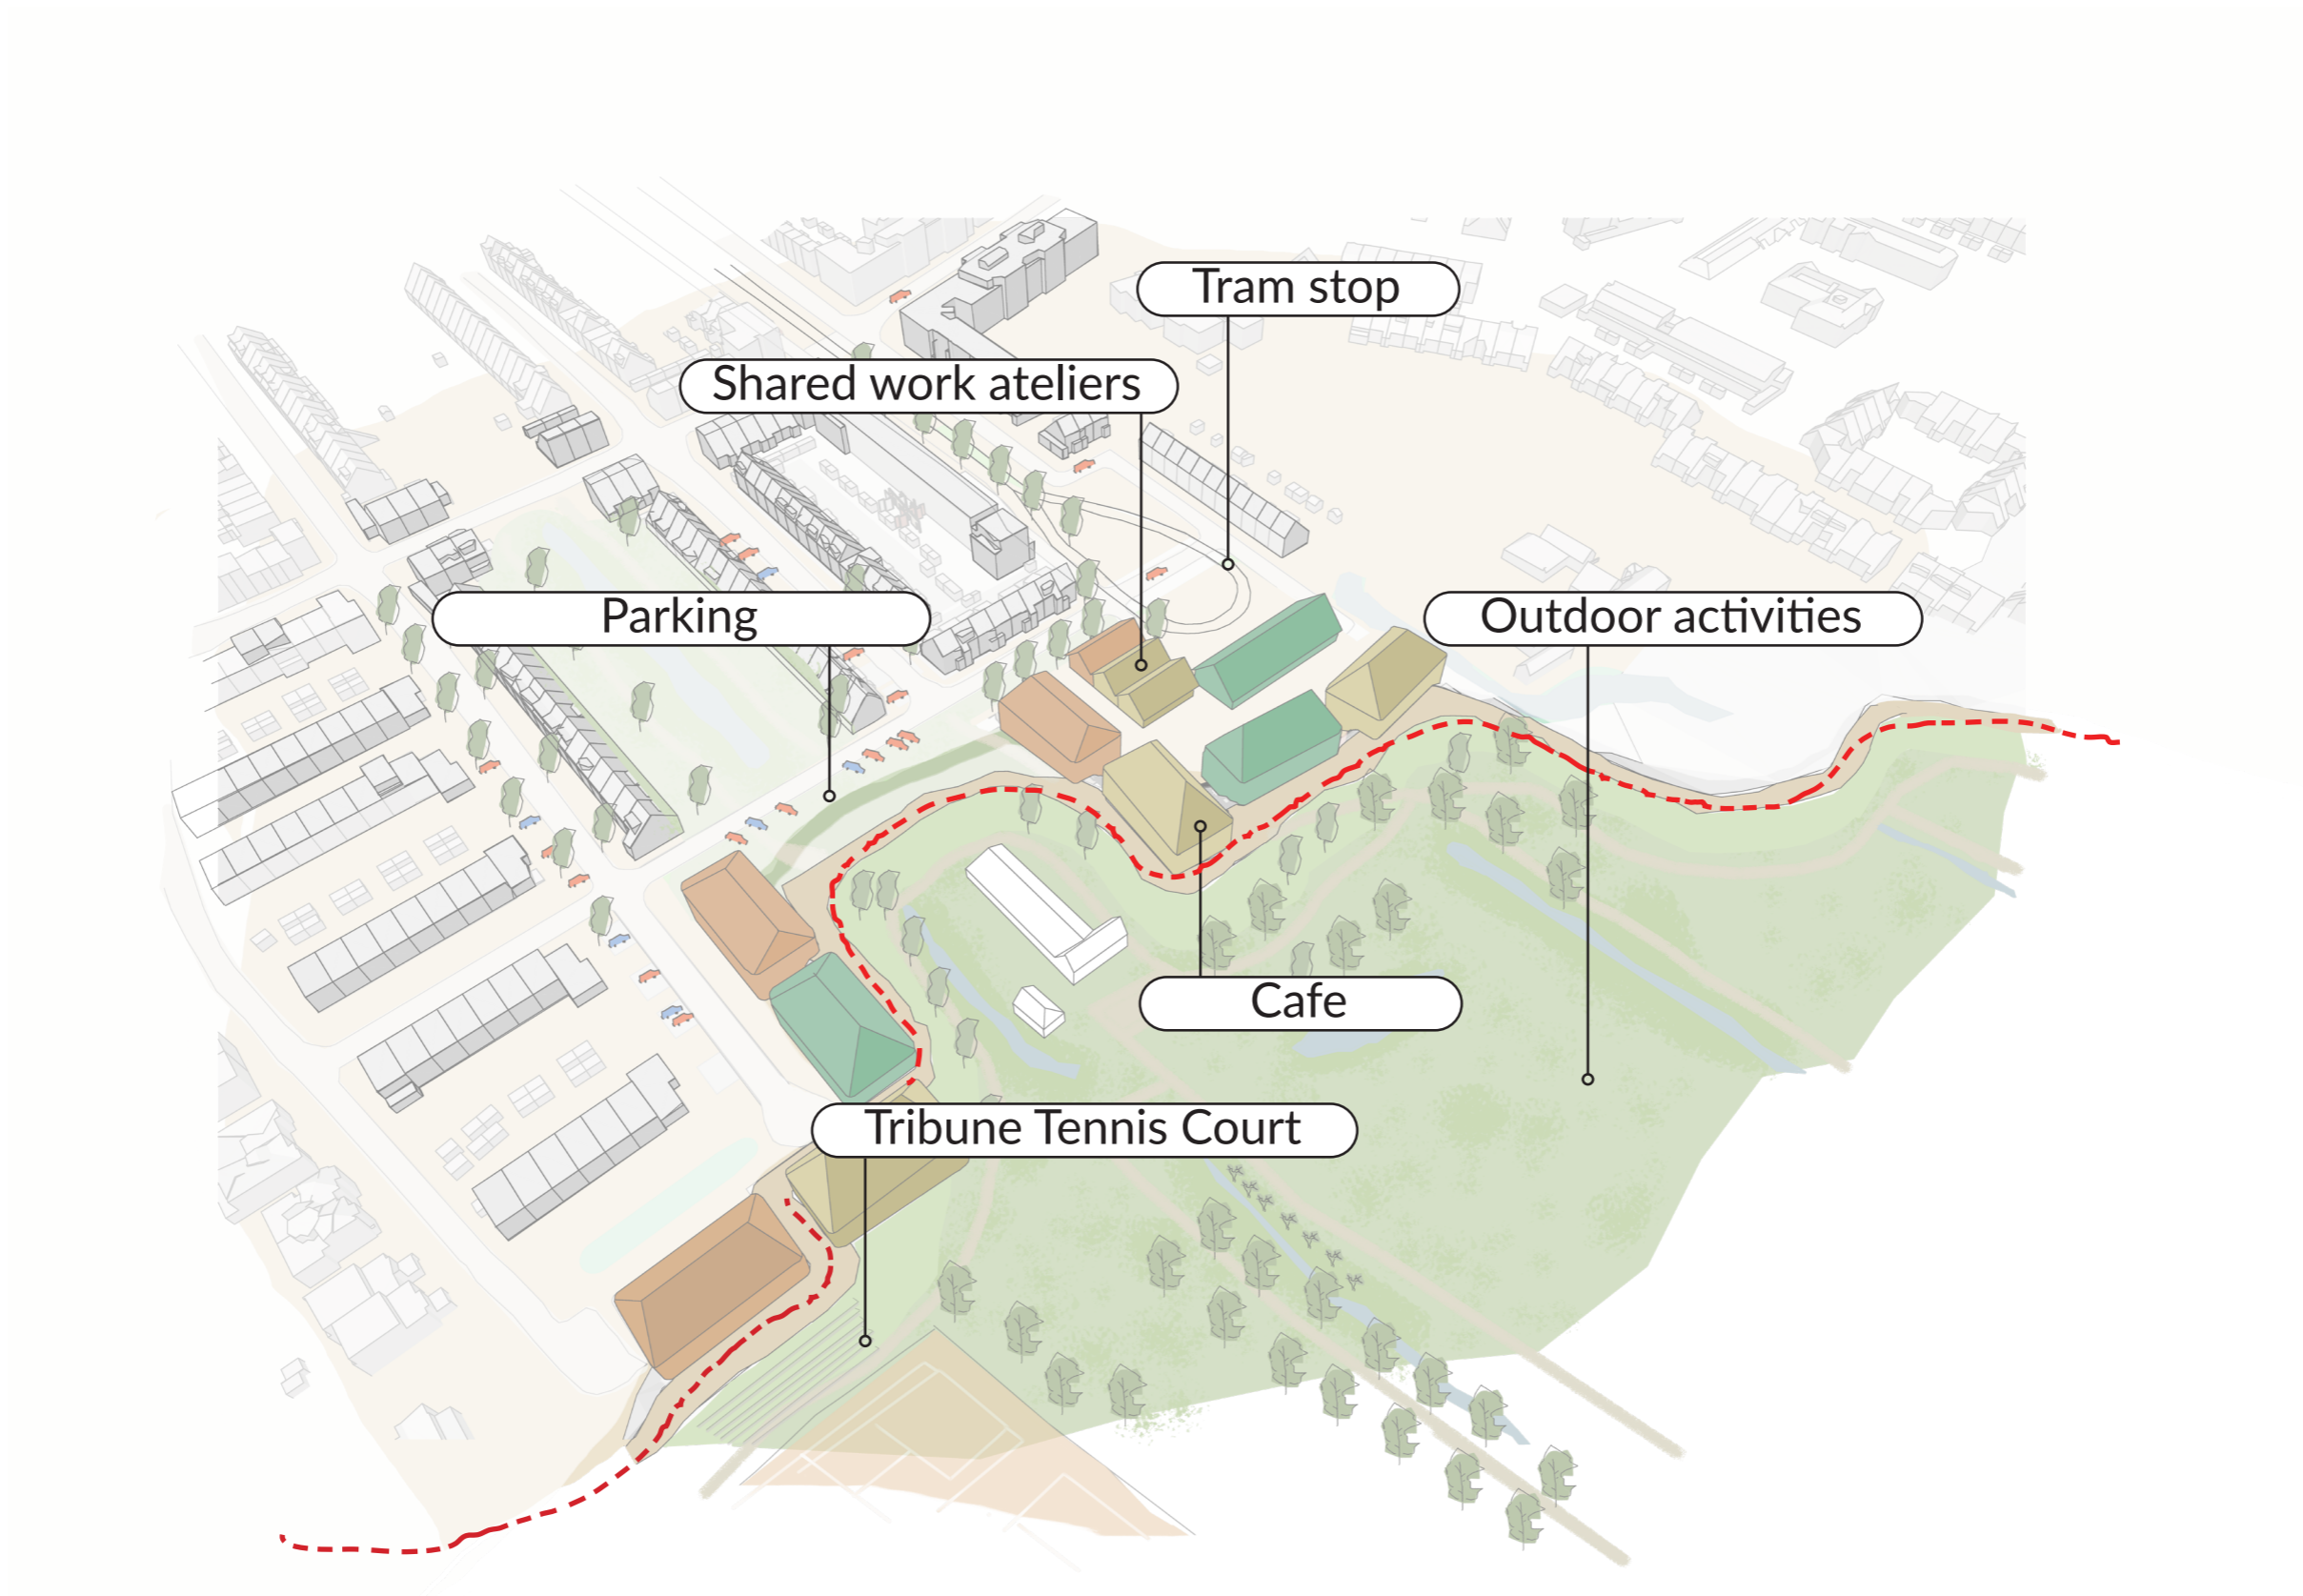 Tram stop
Shared work ateliers
Parking
Outdoor activities
Cafe
Tribune Tennis Court